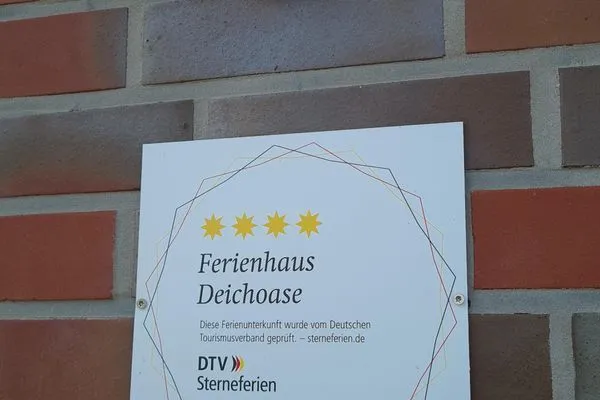 Ferienhaus
Deichoase
Diese Ferienunterkunft wurde vom Deutschen
Tourismusverband geprüft. – sterneferien.de
DTV
Sterneferien